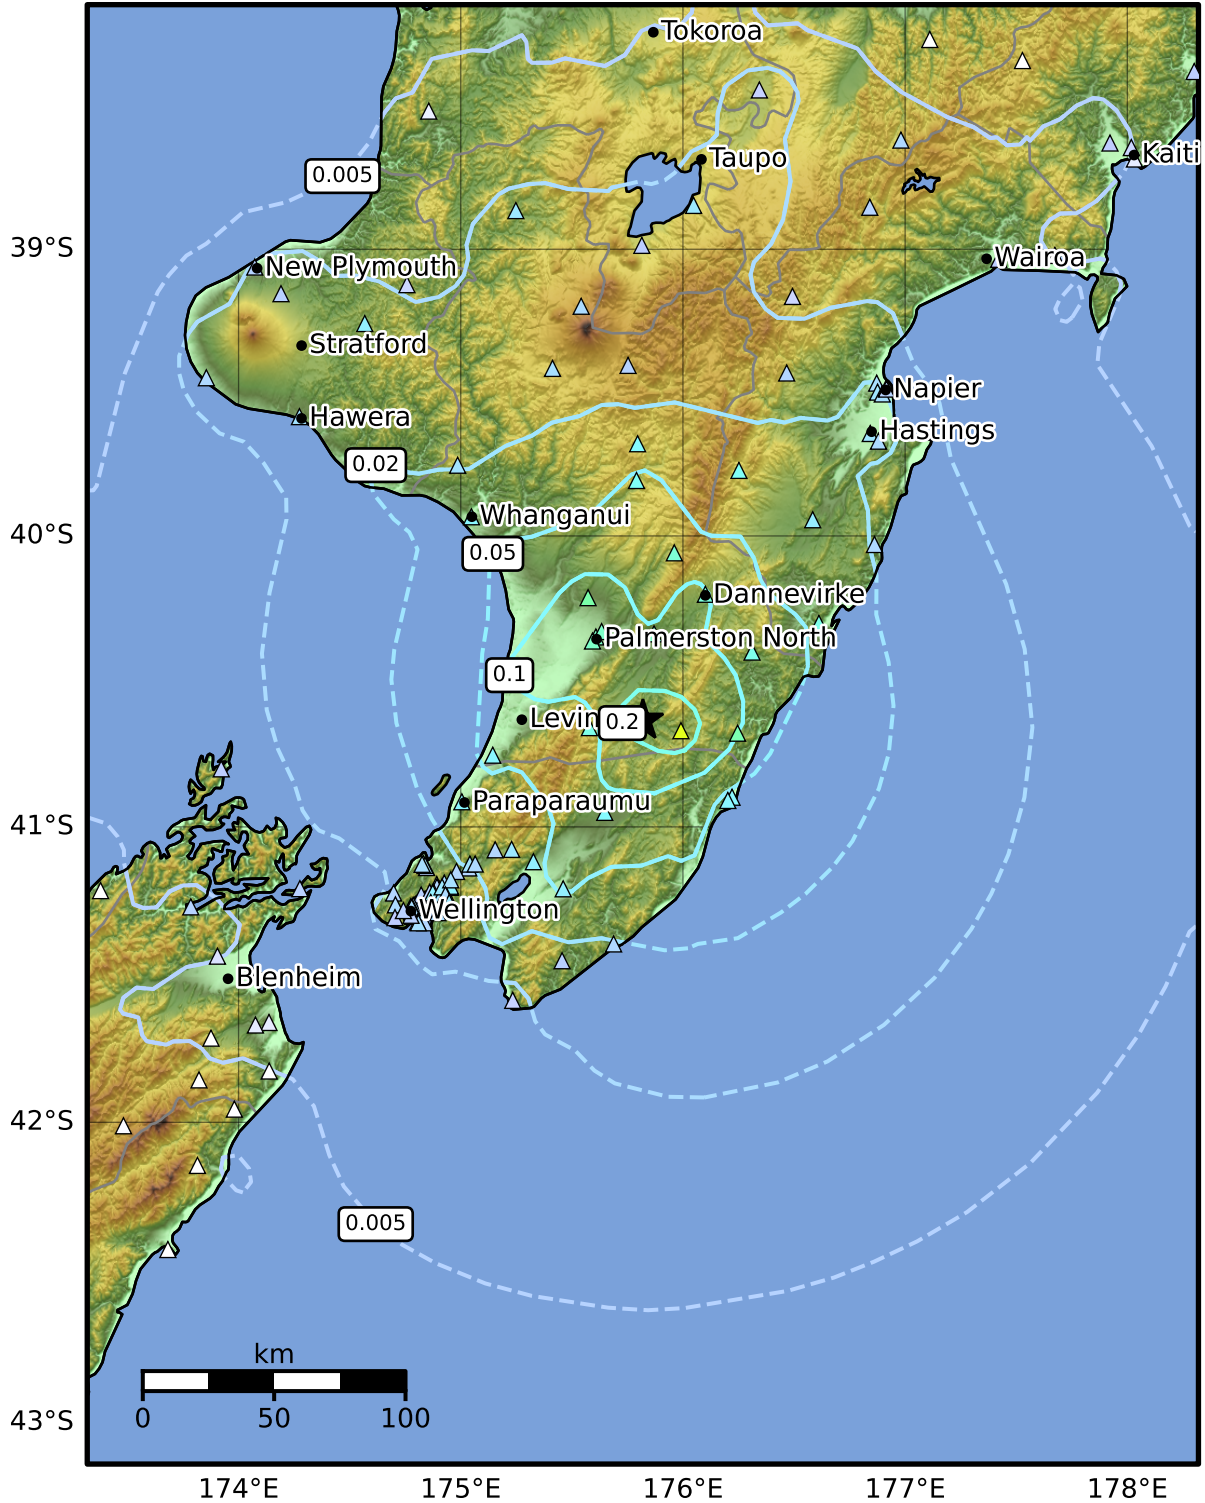 Tokoroa
Taupo
Kaiti
0.005
39°S
New Plymouth
Wairoa
Stratford
Napier
Hawera
Hastings
0.02
Whanganui
40°S
0.05
Dannevirke
Palmerston North
0.1
Levin
0.2
Paraparaumu
41°S
Wellington
Blenheim
42°S
0.005
km
0
50
100
43°S
174°E
175°E
176°E
177°E
178°E